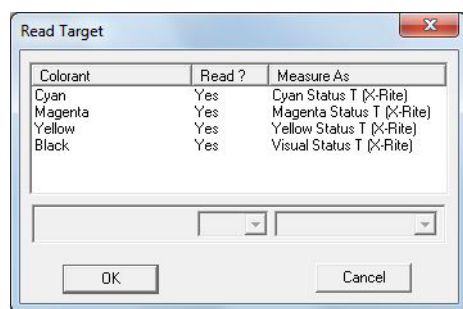 Read Target
Colorant Read ? Measure As
Cyan Yes Cyan Status T (X-Rite)
Magenta Yes Magenta Status T (X-Rite)
Yellow Yes Yellow Status T (X-Rite)
Black Yes Visual Status T (X-Rite)
OK Cancel